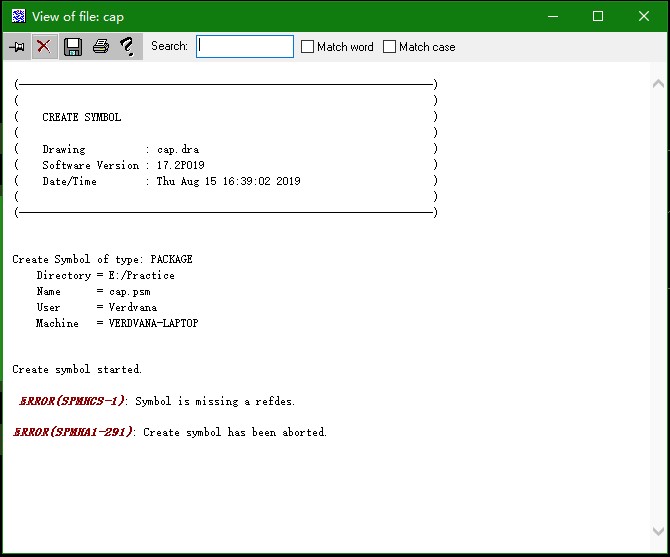 View of file: cap
Search:
Match word
Match case
CREATE SYMBOL
Drawing : cap.dra
Software Version : 17.2P019
Date/Time : Thu Aug 15 16:39:02 2019
Create Symbol of type: PACKAGE
Directory = E:/Practice
Name = cap.psm
User = Verdvana
Machine = VERDVANA-LAPTOP
Create symbol started.
ERROR(SPMHCS-1): Symbol is missing a refdes.
ERROR(SPMHA1-291): Create symbol has been aborted.